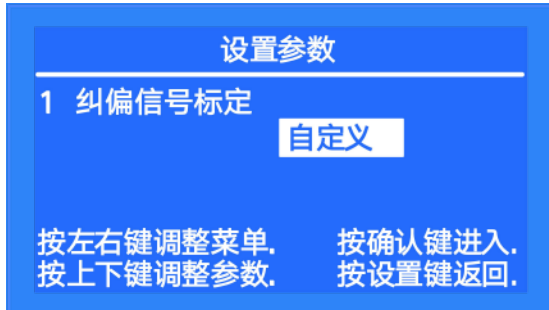 设置参数
1 纠偏信号标定
自定义
按左右键调整菜单. 按确认键进入.
按上下键调整参数. 按设置键返回.